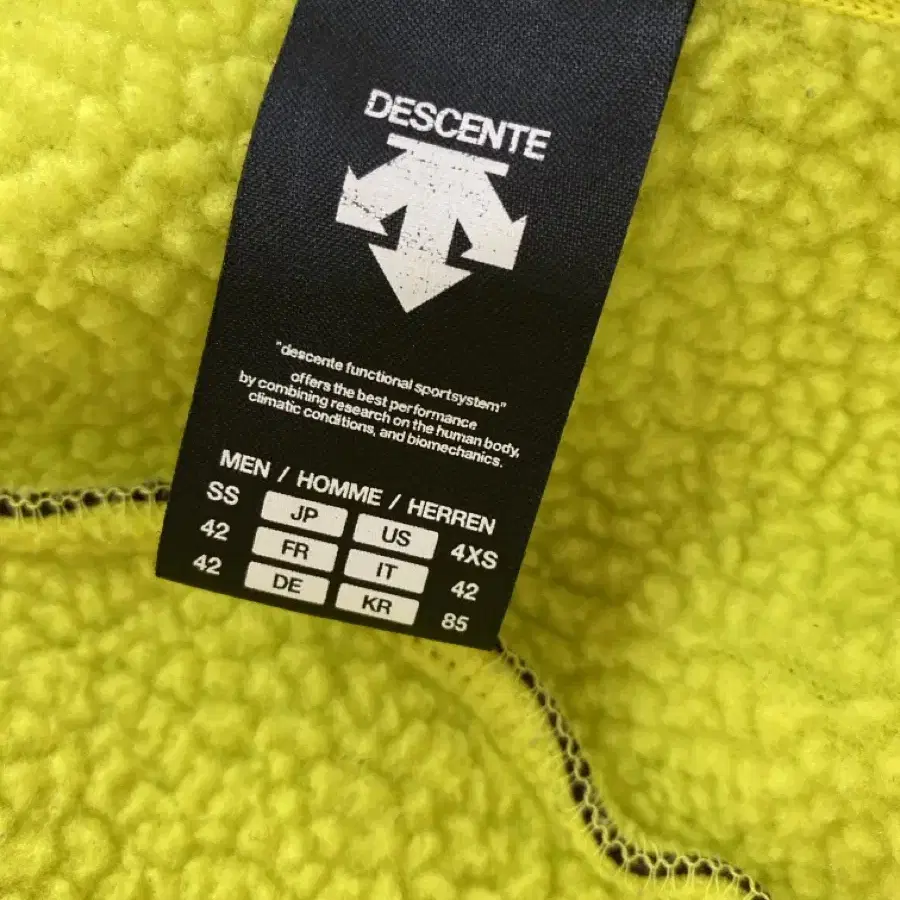 DESCENTE
"descente functional sportsystem"
offers the best performance
by combining research on the human body,
climatic conditions, and biomechanics.
MEN / HOMME / HERREN
SS JP US 4XS
42 FR IT 42
42 DE KR 85